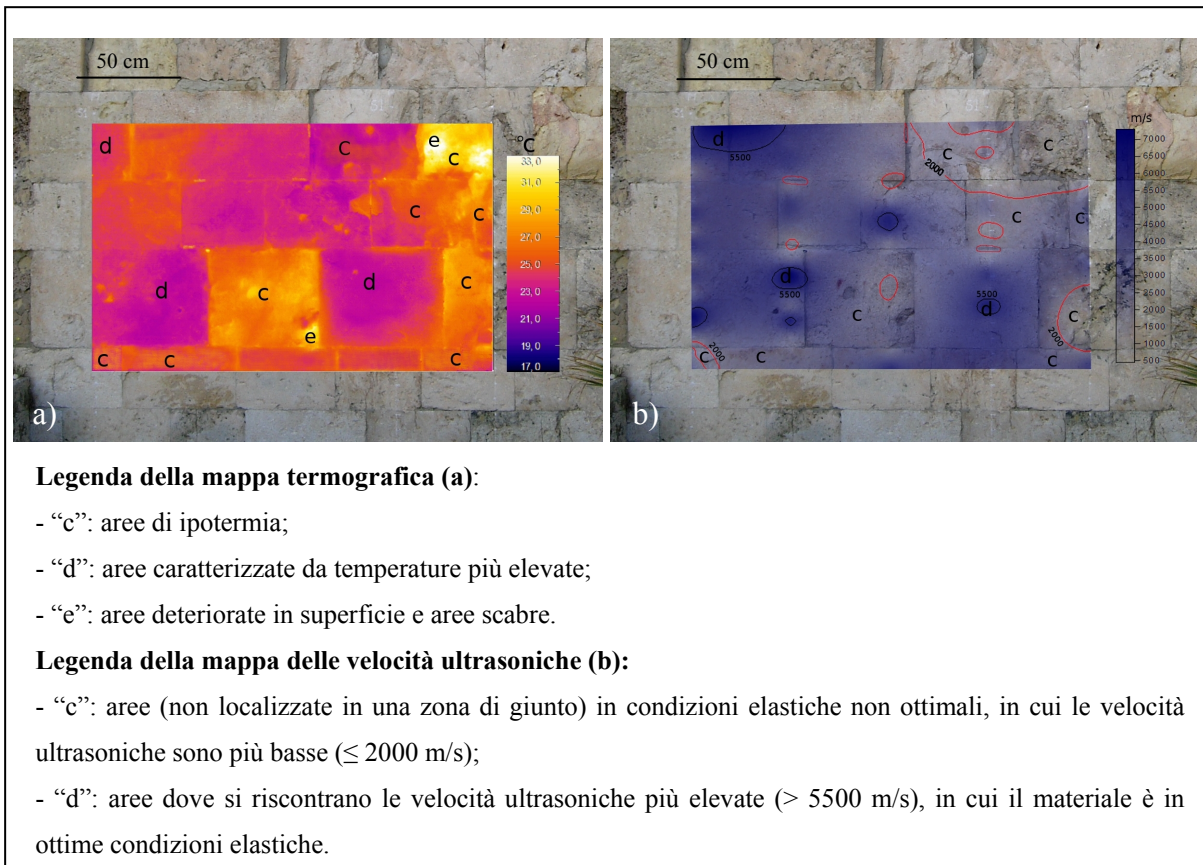 50 cm
d
c
e
c
°C
33,0
31,0
29,0
27,0
25,0
23,0
21,0
19,0
17,0
c
c
d
c
d
c
e
c
c
c
a)
50 cm
m/s
d
5500
c
2000
c
c
c
7000
6500
6000
5500
5000
4500
4000
3500
3000
2500
2000
1500
1000
500
d
5500
c
5500
d
c
2000
c
2000
c
c
b)
Legenda della mappa termografica (a):
- “c”: aree di ipotermia;
- “d”: aree caratterizzate da temperature più elevate;
- “e”: aree deteriorate in superficie e aree scabre.
Legenda della mappa delle velocità ultrasoniche (b):
- “c”: aree (non localizzate in una zona di giunto) in condizioni elastiche non ottimali, in cui le velocità
ultrasoniche sono più basse (≤ 2000 m/s);
- “d”: aree dove si riscontrano le velocità ultrasoniche più elevate (> 5500 m/s), in cui il materiale è in
ottime condizioni elastiche.